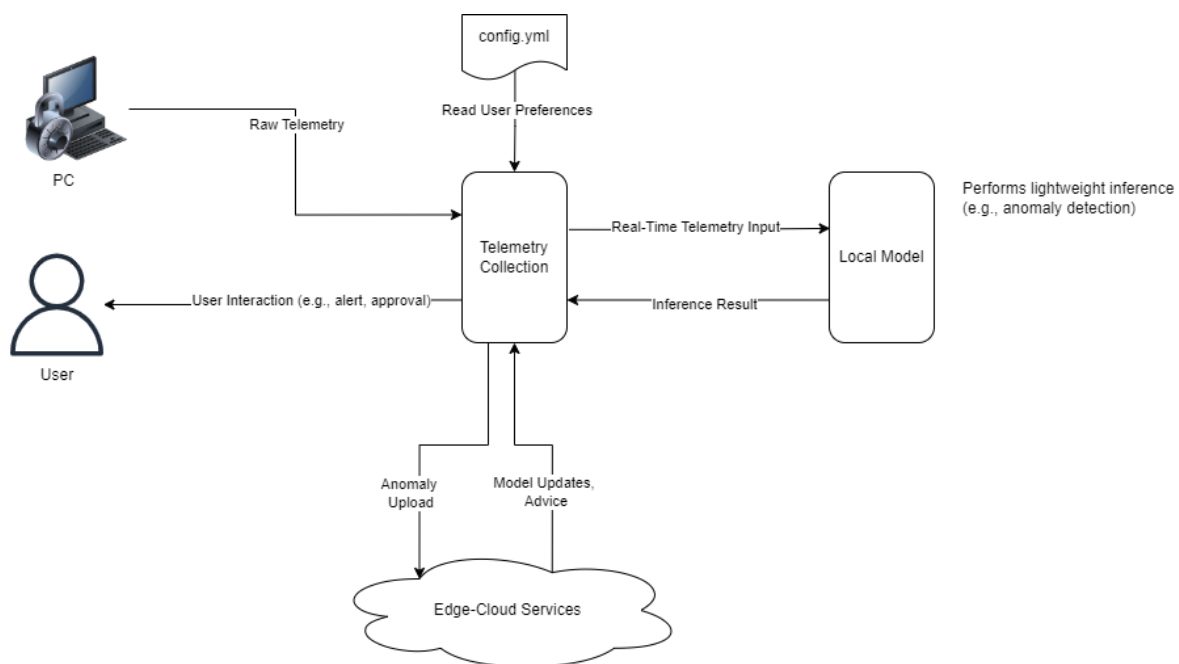 config.yml
Read User Preferences
Raw Telemetry
PC
Performs lightweight inference
(e.g., anomaly detection)
Telemetry
Collection
Real-Time Telemetry Input
Local Model
User Interaction (e.g., alert, approval)
Inference Result
User
Anomaly
Upload
Model Updates,
Advice
Edge-Cloud Services